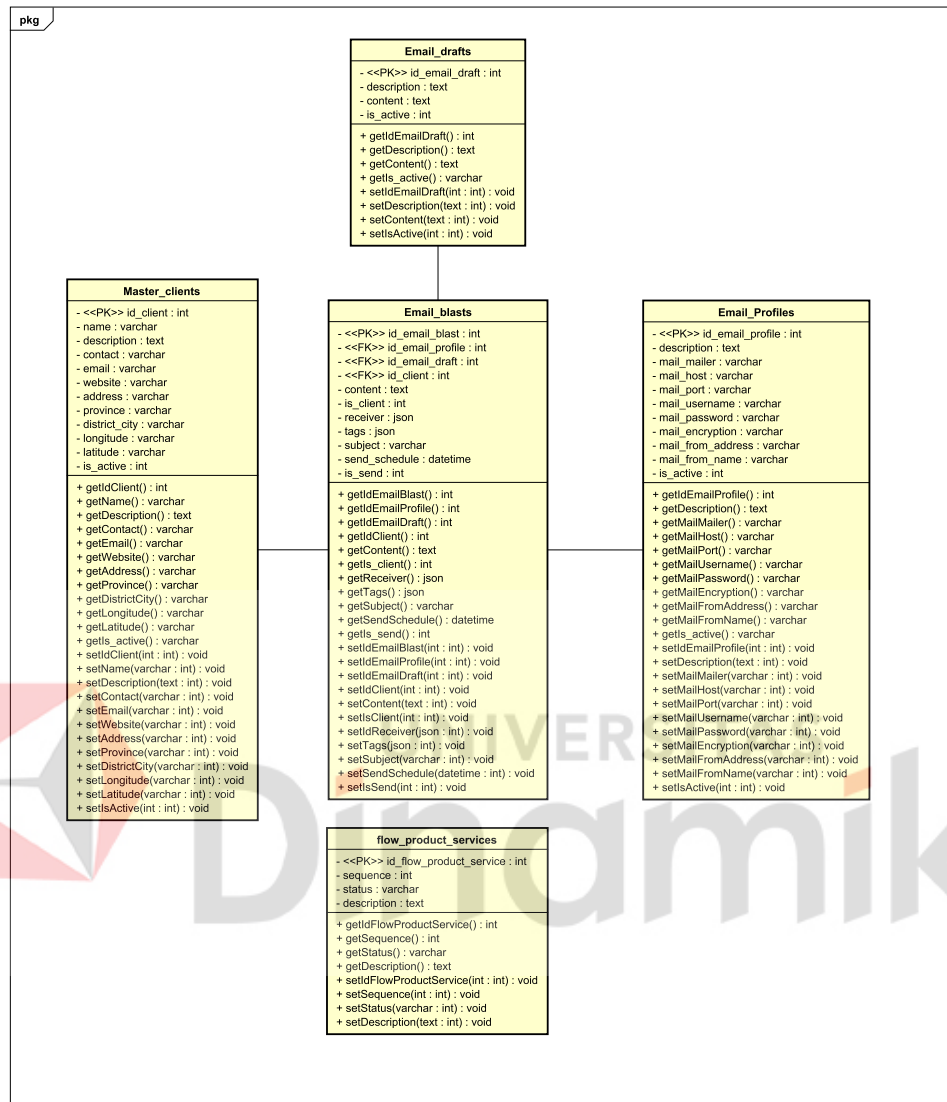 pkg
Email_drafts
- <<PK>> id_email_draft : int
- description : text
- content : text
- is_active : int
+ getIdEmailDraft() : int
+ getDescription() : text
+ getContent() : text
+ getIs_active() : varchar
+ setIdEmailDraft(int : int) : void
+ setDescription(text : int) : void
+ setContent(text : int) : void
+ setIsActive(int : int) : void
Master_clients
- <<PK>> id_client : int
- name : varchar
- description : text
- contact : varchar
- email : varchar
- website : varchar
- address : varchar
- province : varchar
- district_city : varchar
- longitude : varchar
- latitude : varchar
- is_active : int
+ getIdClient() : int
+ getName() : varchar
+ getDescription() : text
+ getContact() : varchar
+ getEmail() : varchar
+ getWebsite() : varchar
+ getAddress() : varchar
+ getProvince() : varchar
+ getDistrictCity() : varchar
+ getLongitude() : varchar
+ getLatitude() : varchar
+ getIs_active() : varchar
+ setIdClient(int : int) : void
+ setName(varchar : int) : void
+ setDescription(text : int) : void
+ setContact(varchar : int) : void
+ setEmail(varchar : int) : void
+ setWebsite(varchar : int) : void
+ setAddress(varchar : int) : void
+ setProvince(varchar : int) : void
+ setDistrictCity(varchar : int) : void
+ setLongitude(varchar : int) : void
+ setLatitude(varchar : int) : void
+ setIsActive(int : int) : void
Email_blasts
- <<PK>> id_email_blast : int
- <<FK>> id_email_profile : int
- <<FK>> id_email_draft : int
- <<FK>> id_client : int
- content : text
- is_client : int
- receiver : json
- tags : json
- subject : varchar
- send_schedule : datetime
- is_send : int
+ getIdEmailBlast() : int
+ getIdEmailProfile() : int
+ getIdEmailDraft() : int
+ getIdClient() : int
+ getContent() : text
+ getIs_client() : int
+ getReceiver() : json
+ getTags() : json
+ getSubject() : varchar
+ getSendSchedule() : datetime
+ getIs_send() : int
+ setIdEmailBlast(int : int) : void
+ setIdEmailProfile(int : int) : void
+ setIdEmailDraft(int : int) : void
+ setIdClient(int : int) : void
+ setContent(text : int) : void
+ setIsClient(int : int) : void
+ setIdReceiver(json : int) : void
+ setTags(json : int) : void
+ setSubject(varchar : int) : void
+ setSendSchedule(datetime : int) : void
+ setIsSend(int : int) : void
Email_Profiles
- <<PK>> id_email_profile : int
- description : text
- mail_mailer : varchar
- mail_host : varchar
- mail_port : varchar
- mail_username : varchar
- mail_password : varchar
- mail_encryption : varchar
- mail_from_address : varchar
- mail_from_name : varchar
- is_active : int
+ getIdEmailProfile() : int
+ getDescription() : text
+ getMailMailer() : varchar
+ getMailHost() : varchar
+ getMailPort() : varchar
+ getMailUsername() : varchar
+ getMailPassword() : varchar
+ getMailEncryption() : varchar
+ getMailFromAddress() : varchar
+ getMailFromName() : varchar
+ getIs_active() : varchar
+ setIdEmailProfile(int : int) : void
+ setDescription(text : int) : void
+ setMailMailer(varchar : int) : void
+ setMailHost(varchar : int) : void
+ setMailPort(varchar : int) : void
+ setMailUsername(varchar : int) : void
+ setMailPassword(varchar : int) : void
+ setMailEncryption(varchar : int) : void
+ setMailFromAddress(varchar : int) : void
+ setMailFromName(varchar : int) : void
+ setIsActive(int : int) : void
flow_product_services
- <<PK>> id_flow_product_service : int
- sequence : int
- status : varchar
- description : text
+ getIdFlowProductService() : int
+ getSequence() : int
+ getStatus() : varchar
+ getDescription() : text
+ setIdFlowProductService(int : int) : void
+ setSequence(int : int) : void
+ setStatus(varchar : int) : void
+ setDescription(text : int) : void
UNIVERSITAS
Dinamik